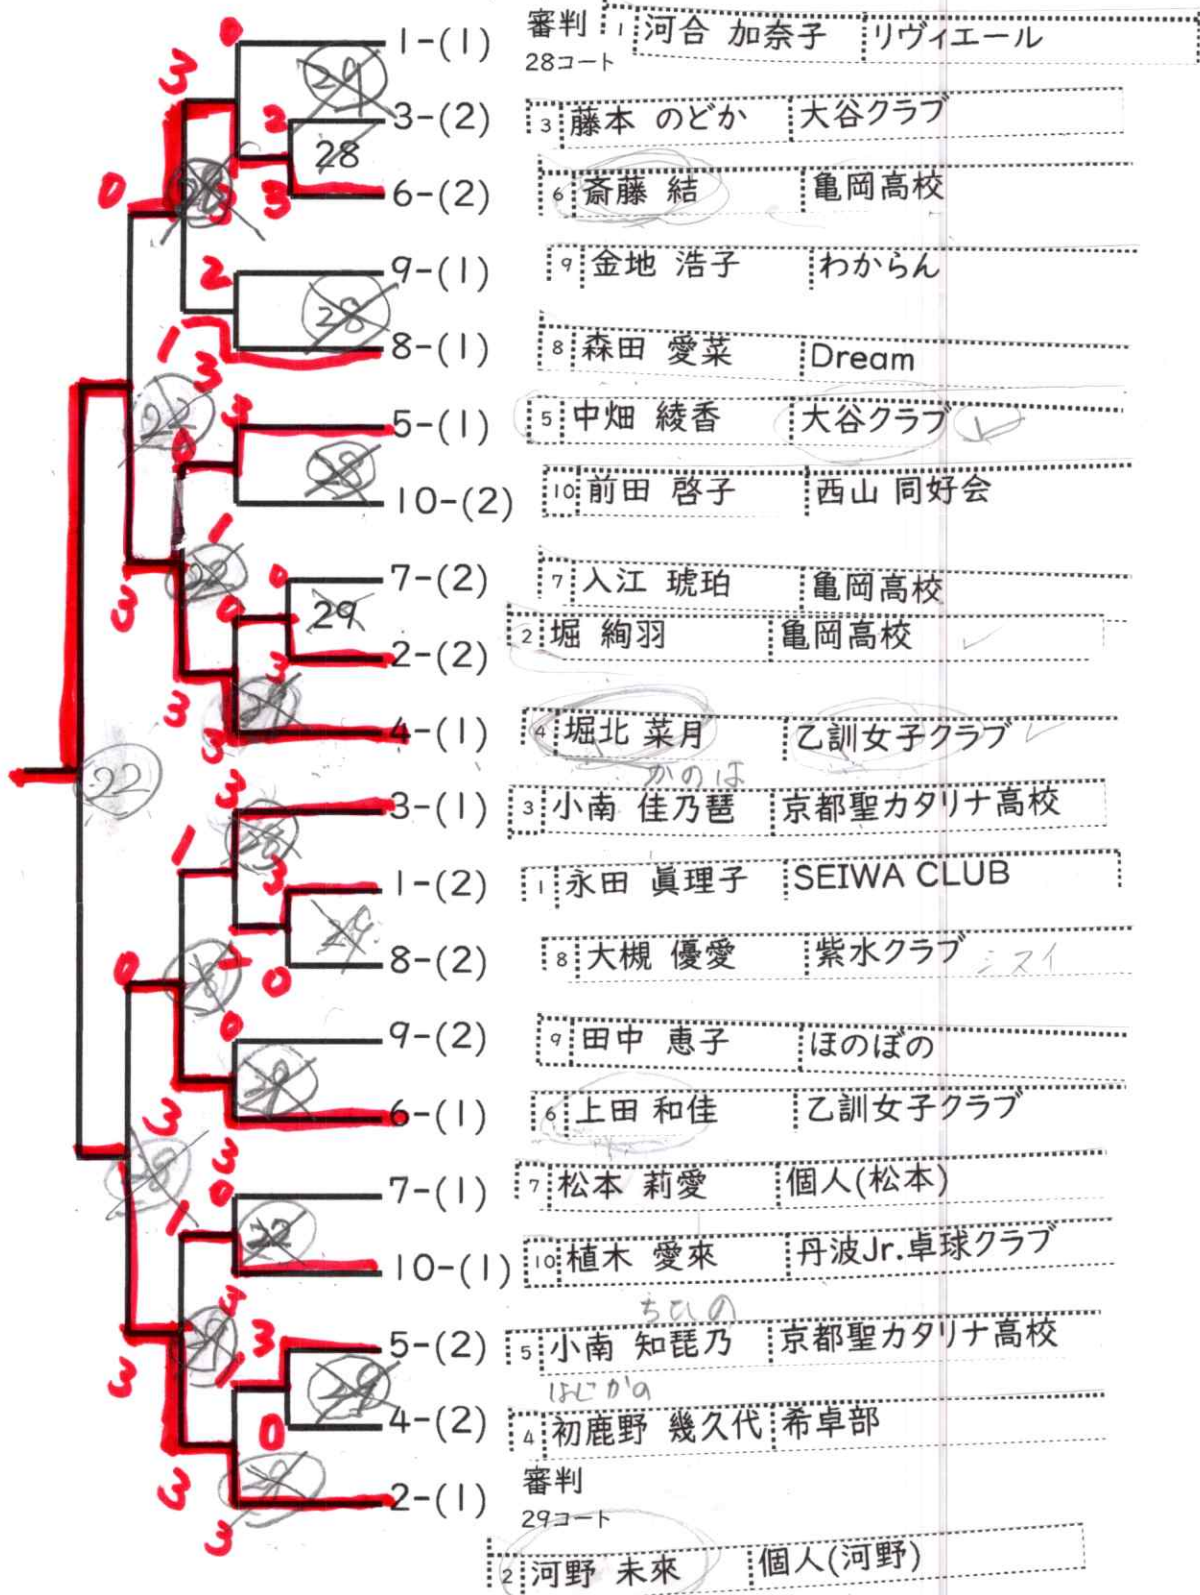 審判 1 河合 加奈子 リヴィエール
28コート
0
1-(1)
3
29
2
3-(2) 3 藤本 のどか 大谷クラブ
28
0
3
6-(2) 6 斎藤 結 亀岡高校
2
9-(1) 9 金地 浩子 わからん
28
1
8-(1) 8 森田 愛菜 Dream
3
22
3
5-(1) 5 中畑 綾香 大谷クラブ
0
28
10-(2) 10 前田 啓子 西山 同好会
1
0
7-(2) 7 入江 琥珀 亀岡高校
3
0
29
2-(2) 2 堀 絢羽 亀岡高校
3
3
3
4-(1) 4 堀北 菜月 乙訓女子クラブ
22
かのは
3
3-(1) 3 小南 佳乃琶 京都聖カタリナ高校
1
3
1-(2) 1 永田 眞理子 SEIWA CLUB
0
29
8-(2) 8 大槻 優愛 紫水クラブ シスイ
0
0
9-(2) 9 田中 恵子 ほのぼの
29
3
6-(1) 6 上田 和佳 乙訓女子クラブ
3
0
7-(1) 7 松本 莉愛 個人(松本)
1
22
10-(1) 10 植木 愛來 丹波Jr.卓球クラブ
3
ちひの
3
5-(2) 5 小南 知琵乃 京都聖カタリナ高校
3
1
29
はじかの
0
4-(2) 4 初鹿野 幾久代 希卓部
3
29
2-(1) 審判
29コート
3
2 河野 未來 個人(河野)